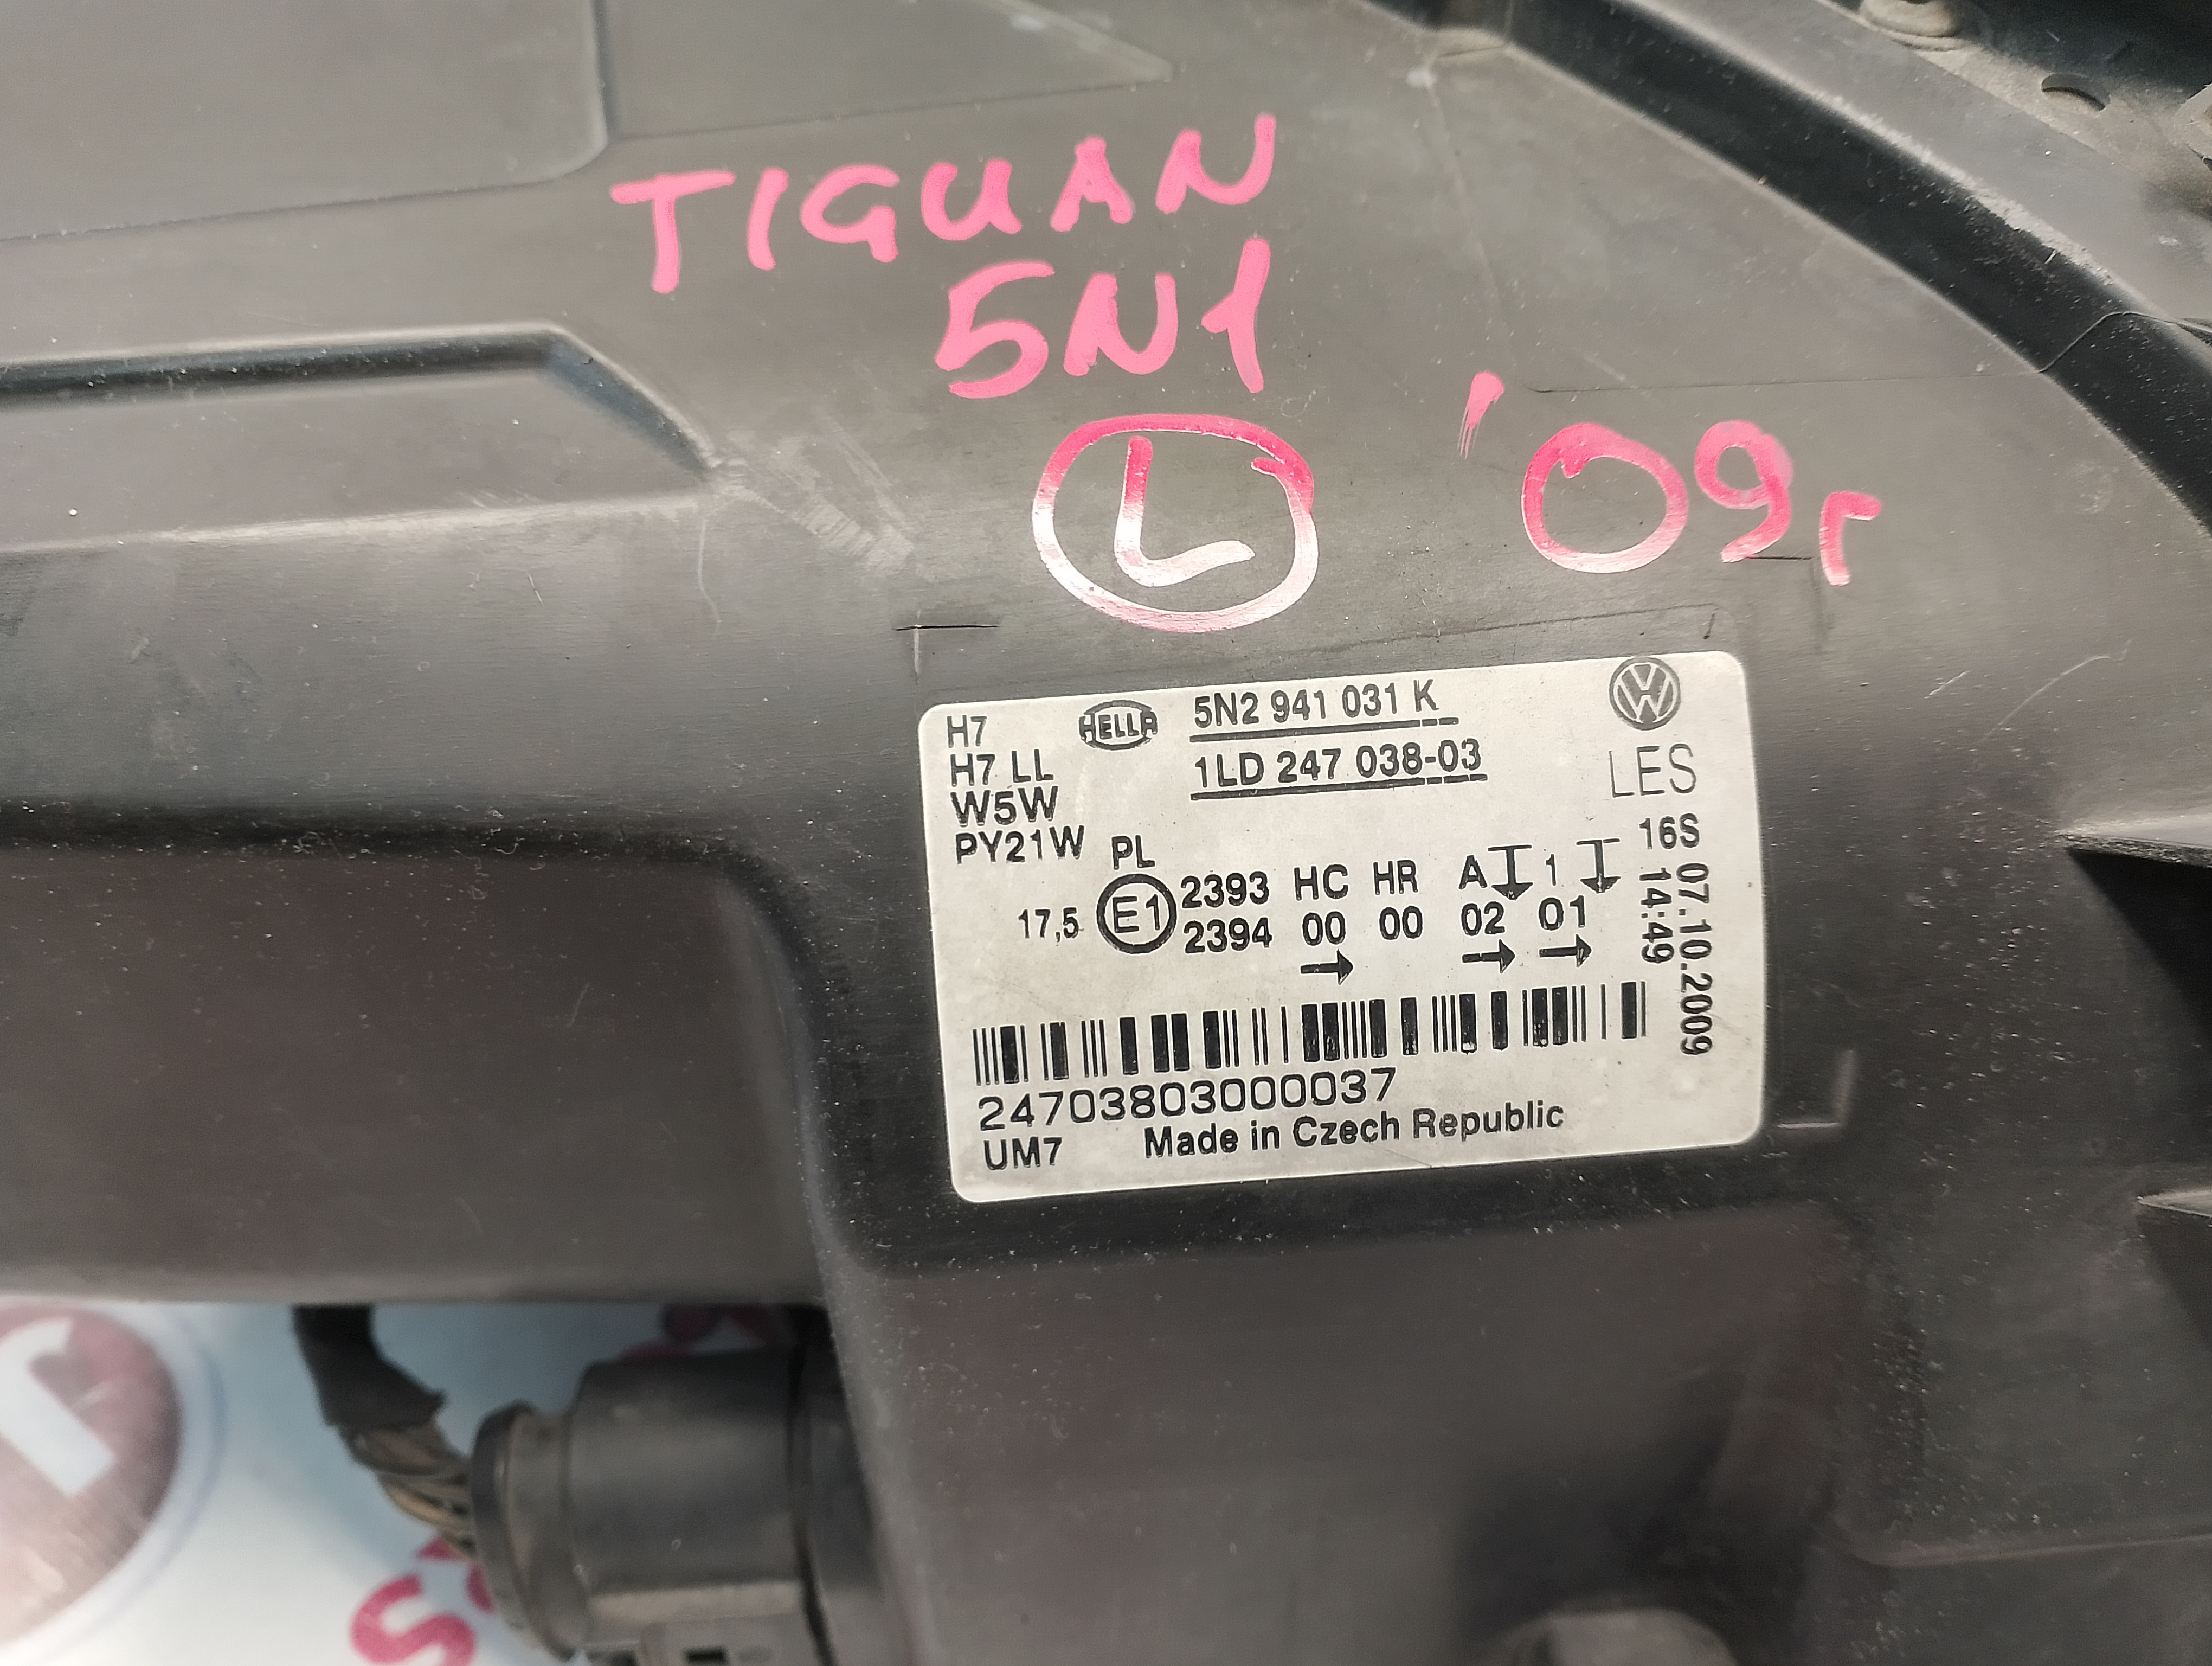 TIGUAN
5N1
L
'09г
H7
H7 LL
W5W
PY21W
HELLA
5N2 941 031 K
1LD 247 038-03
VW
LES
PL
17,5 E1
2393 HC HR A 1
2394 00 00 02 01
→ → →
16S 07.10.2009
14:49
24703803000037
UM7 Made in Czech Republic